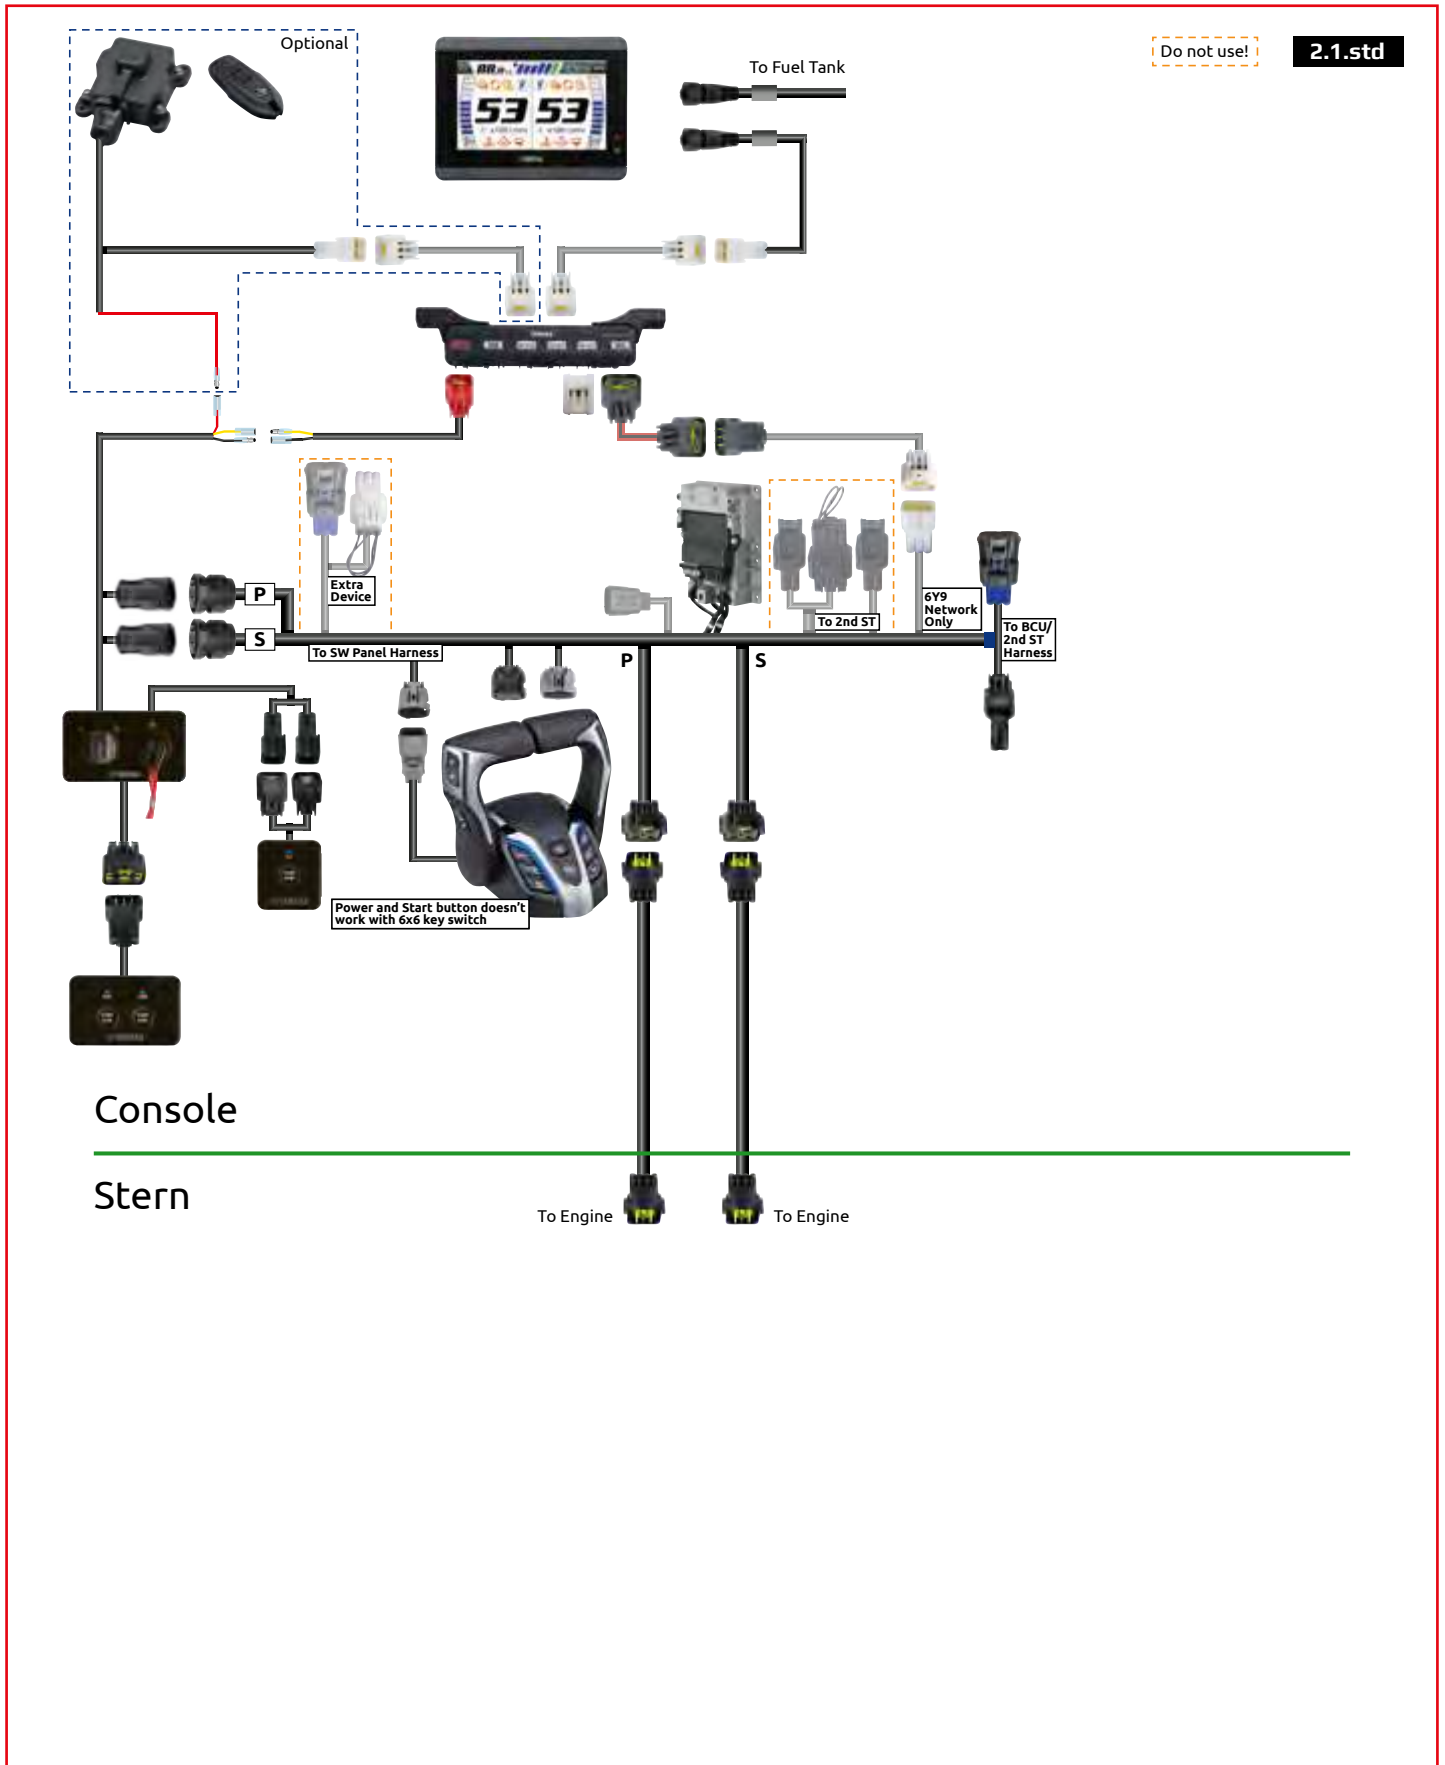 Optional
Do not use!
2.1.std
To Fuel Tank
53 53
Extra
Device
P
S
To SW Panel Harness
To 2nd ST
6Y9
Network
Only
To BCU/
2nd ST
Harness
P
S
Power and Start button doesn't
work with 6x6 key switch
Console
Stern
To Engine
To Engine